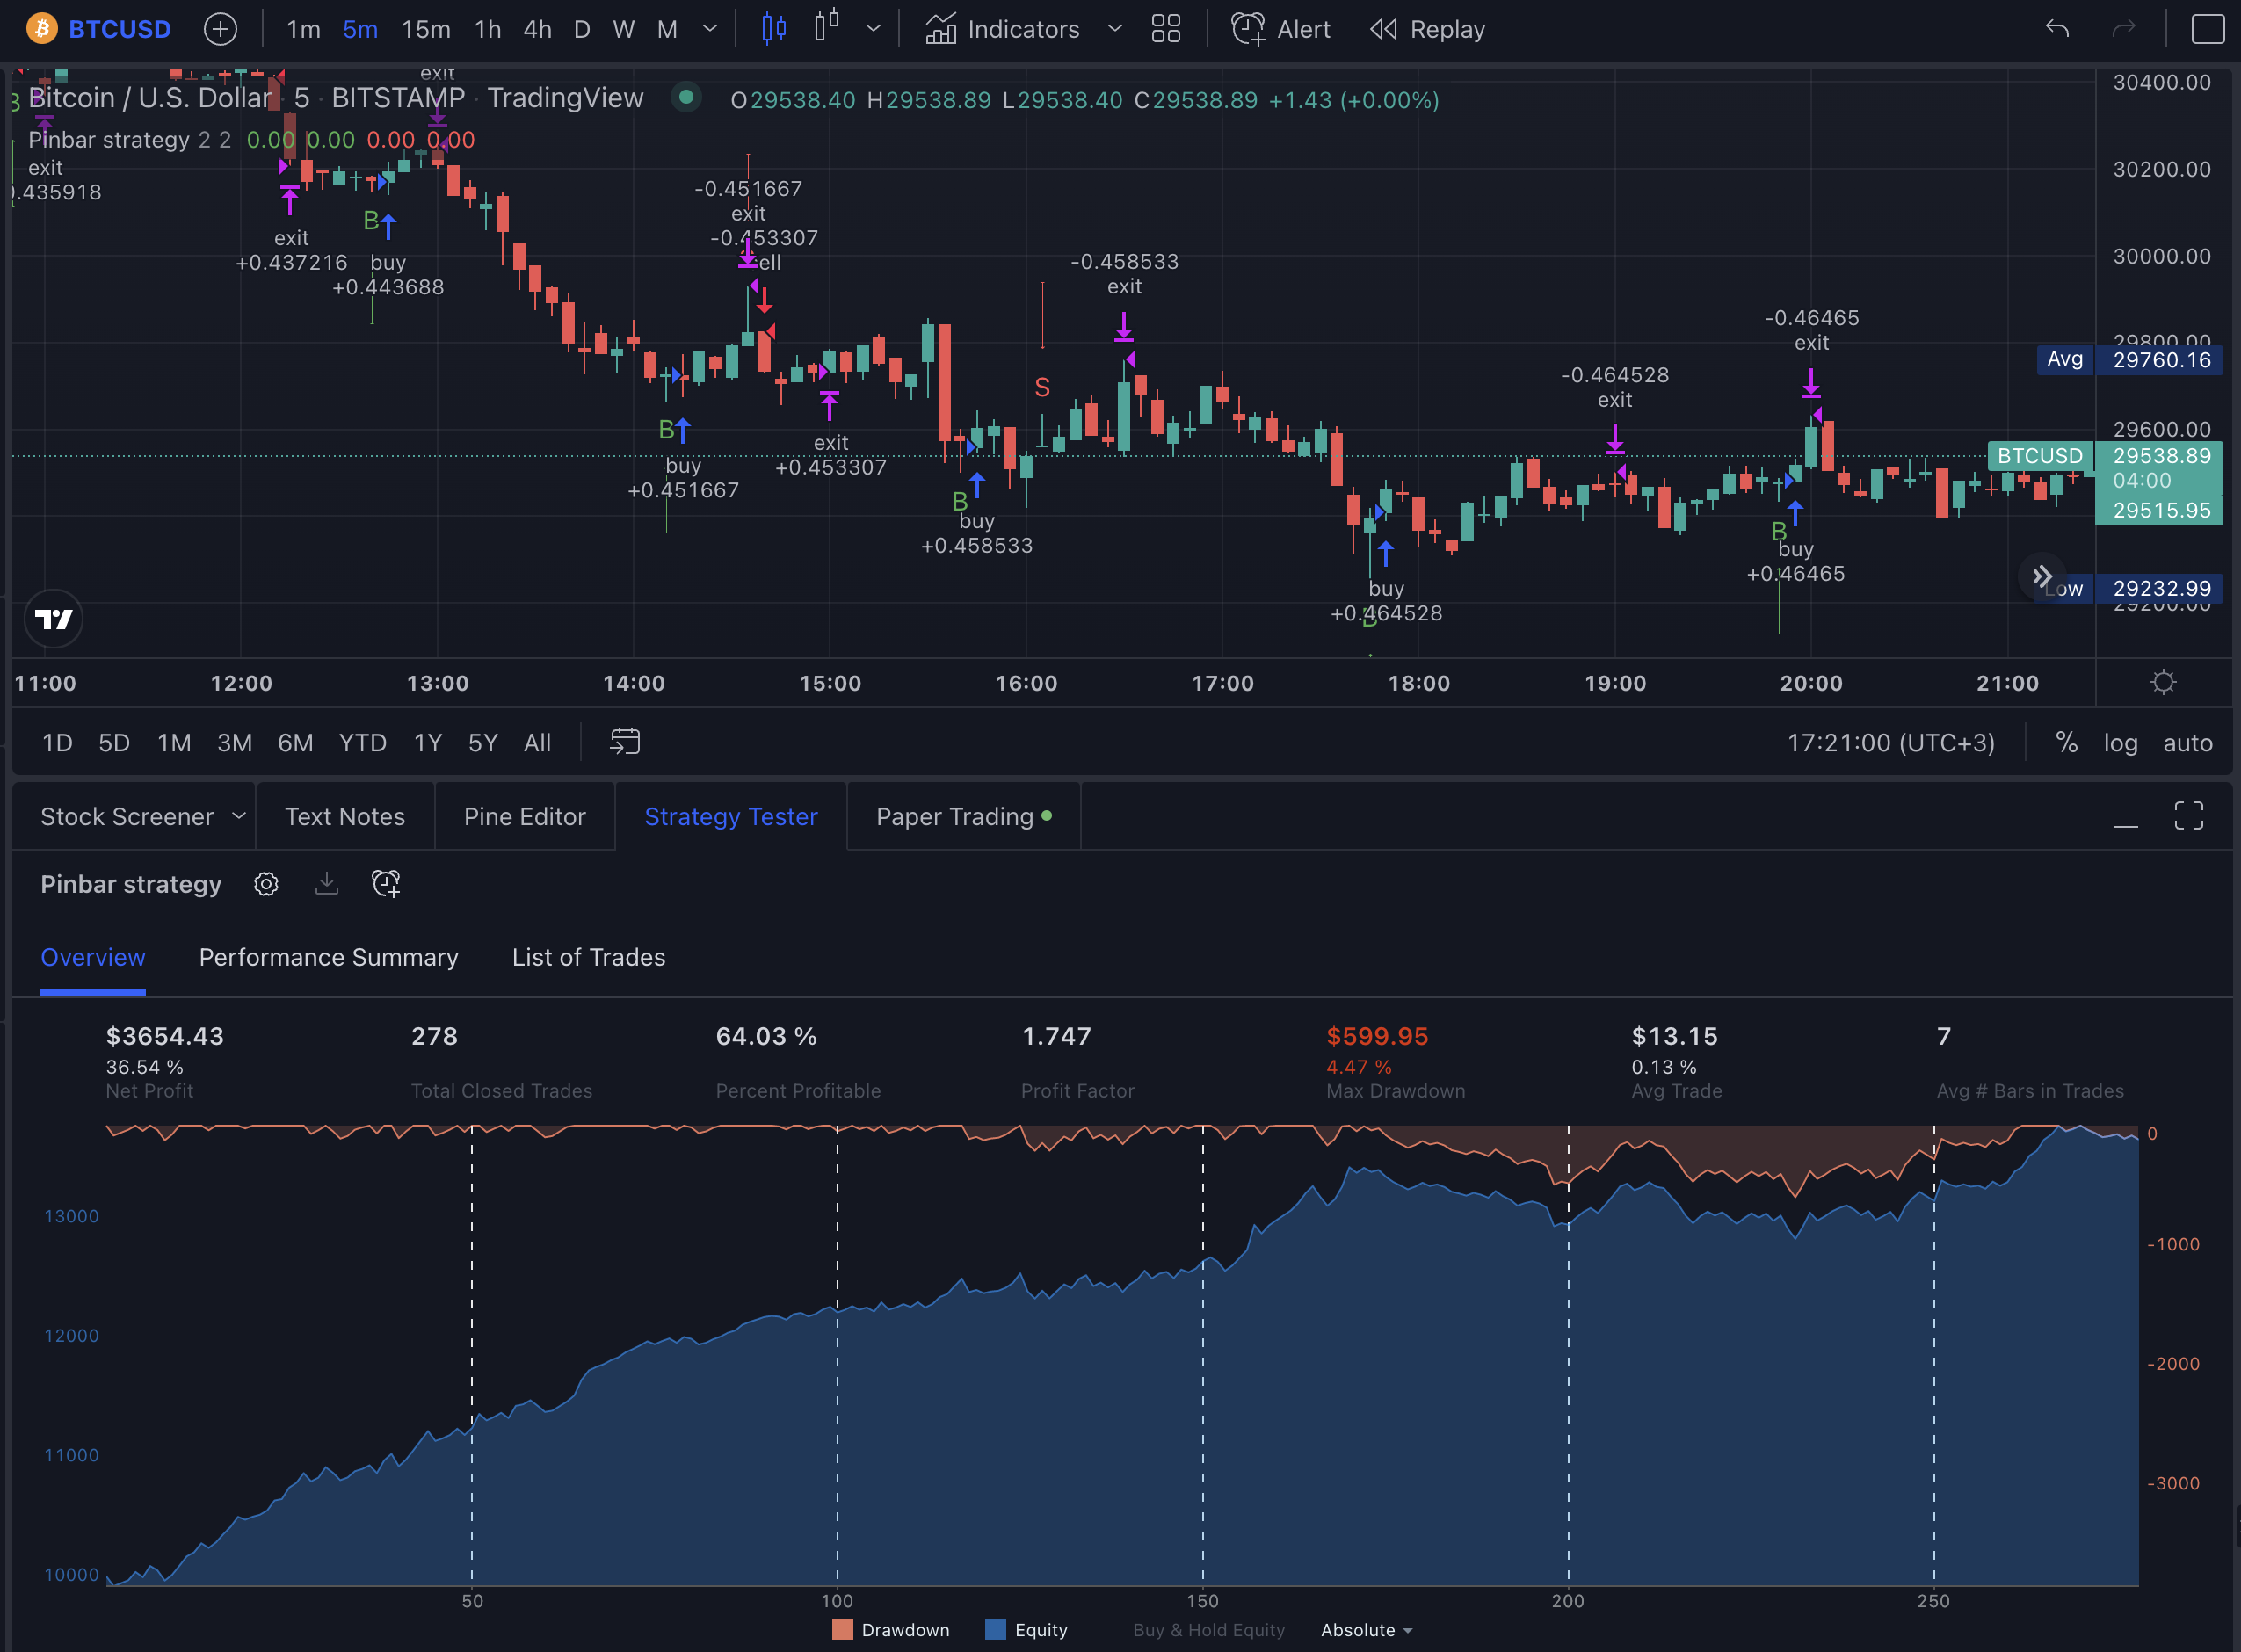 BTCUSD 1m 5m 15m 1h 4h D W M Indicators Alert Replay
exit
Bitcoin / U.S. Dollar · 5 · BITSTAMP · TradingView O29538.40 H29538.89 L29538.40 C29538.89 +1.43 (+0.00%)
Pinbar strategy 2 2 0.00 0.00 0.00 0.00
exit
exit
+0.437216
B
buy
+0.443688
-0.451667
exit
-0.453307
B
buy
+0.451667
exit
+0.453307
B
buy
+0.458533
S
-0.458533
exit
buy
+0.464528
B
-0.464528
exit
-0.46465
exit
B
buy
+0.46465
30400.00
30200.00
30000.00
29800.00
Avg 29760.16
29600.00
BTCUSD 29538.89
04:00
29515.95
Low 29232.99
29200.00
11:00 12:00 13:00 14:00 15:00 16:00 17:00 18:00 19:00 20:00 21:00
1D 5D 1M 3M 6M YTD 1Y 5Y All 17:21:00 (UTC+3) % log auto
Stock Screener Text Notes Pine Editor Strategy Tester Paper Trading
Pinbar strategy
Overview Performance Summary List of Trades
$3654.43 278 64.03 % 1.747 $599.95 $13.15 7
36.54 % 4.47 % 0.13 %
Net Profit Total Closed Trades Percent Profitable Profit Factor Max Drawdown Avg Trade Avg # Bars in Trades
0
13000
-1000
12000
-2000
11000
-3000
10000
50 100 150 200 250
Drawdown Equity Buy & Hold Equity Absolute